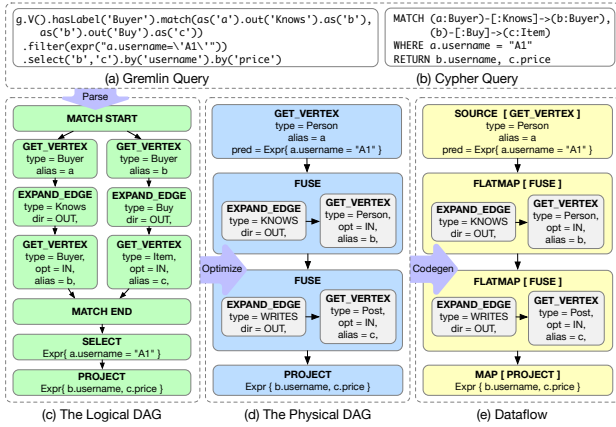 g.V().hasLabel('Buyer').match(as('a').out('Knows').as('b'),
as('b').out('Buy').as('c'))
.filter(expr("a.username=\'A1\'"))
.select('b','c').by('username').by('price')
(a) Gremlin Query
MATCH (a:Buyer)-[:Knows]->(b:Buyer),
(b)-[:Buy]->(c:Item)
WHERE a.username = "A1"
RETURN b.username, c.price
(b) Cypher Query
Parse
MATCH START
GET_VERTEX
type = Buyer
alias = a
GET_VERTEX
type = Buyer
alias = b
EXPAND_EDGE
type = Knows
dir = OUT,
EXPAND_EDGE
type = Buy
dir = OUT,
GET_VERTEX
type = Buyer,
opt = IN,
alias = b,
GET_VERTEX
type = Item,
opt = IN,
alias = c,
MATCH END
SELECT
Expr{ a.username = "A1" }
PROJECT
Expr{ b.username, c.price }
(c) The Logical DAG
Optimize
GET_VERTEX
type = Person
alias = a
pred = Expr{ a.username = "A1" }
FUSE
EXPAND_EDGE
type = KNOWS
dir = OUT,
GET_VERTEX
type = Person,
opt = IN,
alias = b,
FUSE
EXPAND_EDGE
type = WRITES
dir = OUT,
GET_VERTEX
type = Post,
opt = IN,
alias = c,
PROJECT
Expr { b.username, c.price }
(d) The Physical DAG
Codegen
SOURCE [ GET_VERTEX ]
type = Person
alias = a
pred = Expr{ a.username = "A1" }
FLATMAP [ FUSE ]
EXPAND_EDGE
type = KNOWS
dir = OUT,
GET_VERTEX
type = Person,
opt = IN,
alias = b,
FLATMAP [ FUSE ]
EXPAND_EDGE
type = WRITES
dir = OUT,
GET_VERTEX
type = Post,
opt = IN,
alias = c,
MAP [ PROJECT ]
Expr { b.username, c.price }
(e) Dataflow